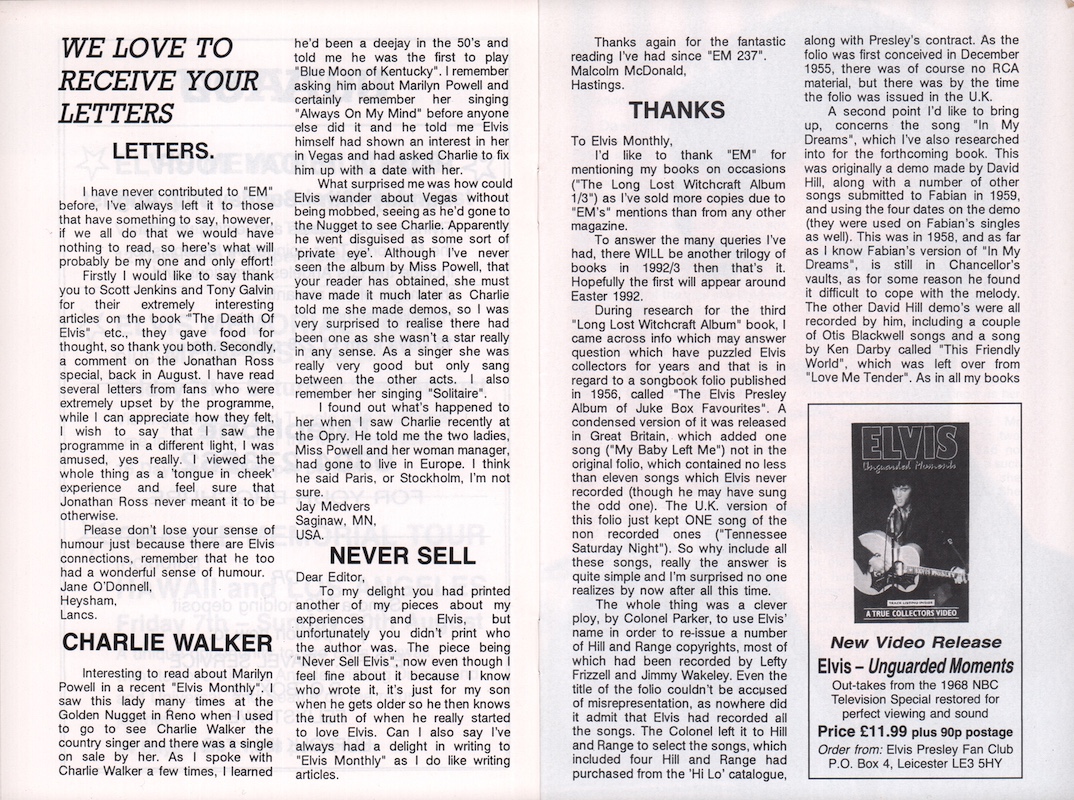 WE LOVE TO
RECEIVE YOUR
LETTERS
LETTERS.
I have never contributed to "EM"
before, I've always left it to those
that have something to say, however,
if we all do that we would have
nothing to read, so here's what will
probably be my one and only effort!
Firstly I would like to say thank
you to Scott Jenkins and Tony Galvin
for their extremely interesting
articles on the book "The Death Of
Elvis" etc., they gave food for
thought, so thank you both. Secondly,
a comment on the Jonathan Ross
special, back in August. I have read
several letters from fans who were
extremely upset by the programme,
while I can appreciate how they felt,
I wish to say that I saw the
programme in a different light, I was
amused, yes really. I viewed the
whole thing as a 'tongue in cheek'
experience and feel sure that
Jonathan Ross never meant it to be
otherwise.
Please don't lose your sense of
humour just because there are Elvis
connections, remember that he too
had a wonderful sense of humour.
Jane O'Donnell,
Heysham,
Lancs.
CHARLIE WALKER
Interesting to read about Marilyn
Powell in a recent "Elvis Monthly". I
saw this lady many times at the
Golden Nugget in Reno when I used
to go to see Charlie Walker the
country singer and there was a single
on sale by her. As I spoke with
Charlie Walker a few times, I learned
he'd been a deejay in the 50's and
told me he was the first to play
"Blue Moon of Kentucky". I remember
asking him about Marilyn Powell and
certainly remember her singing
"Always On My Mind" before anyone
else did it and he told me Elvis
himself had shown an interest in her
in Vegas and had asked Charlie to fix
him up with a date with her.
What surprised me was how could
Elvis wander about Vegas without
being mobbed, seeing as he'd gone to
the Nugget to see Charlie. Apparently
he went disguised as some sort of
'private eye'. Although I've never
seen the album by Miss Powell, that
your reader has obtained, she must
have made it much later as Charlie
told me she made demos, so I was
very surprised to realise there had
been one as she wasn't a star really
in any sense. As a singer she was
really very good but only sang
between the other acts. I also
remember her singing "Solitaire".
I found out what's happened to
her when I saw Charlie recently at
the Opry. He told me the two ladies,
Miss Powell and her woman manager,
had gone to live in Europe. I think
he said Paris, or Stockholm, I'm not
sure.
Jay Medvers
Saginaw, MN,
USA.
NEVER SELL
Dear Editor,
To my delight you had printed
another of my pieces about my
experiences and Elvis, but
unfortunately you didn't print who
the author was. The piece being
"Never Sell Elvis", now even though I
feel fine about it because I know
who wrote it, it's just for my son
when he gets older so he then knows
the truth of when he really started
to love Elvis. Can I also say I've
always had a delight in writing to
"Elvis Monthly" as I do like writing
articles.
Thanks again for the fantastic
reading I've had since "EM 237".
Malcolm McDonald,
Hastings.
THANKS
To Elvis Monthly,
I'd like to thank "EM" for
mentioning my books on occasions
("The Long Lost Witchcraft Album
1/3") as I've sold more copies due to
"EM's" mentions than from any other
magazine.
To answer the many queries I've
had, there WILL be another trilogy of
books in 1992/3 then that's it.
Hopefully the first will appear around
Easter 1992.
During research for the third
"Long Lost Witchcraft Album" book, I
came across info which may answer
question which have puzzled Elvis
collectors for years and that is in
regard to a songbook folio published
in 1956, called "The Elvis Presley
Album of Juke Box Favourites". A
condensed version of it was released
in Great Britain, which added one
song ("My Baby Left Me") not in the
original folio, which contained no less
than eleven songs which Elvis never
recorded (though he may have sung
the odd one). The U.K. version of
this folio just kept ONE song of the
non recorded ones ("Tennessee
Saturday Night"). So why include all
these songs, really the answer is
quite simple and I'm surprised no one
realizes by now after all this time.
The whole thing was a clever
ploy, by Colonel Parker, to use Elvis'
name in order to re-issue a number
of Hill and Range copyrights, most of
which had been recorded by Lefty
Frizzell and Jimmy Wakeley. Even the
title of the folio couldn't be accused
of misrepresentation, as nowhere did
it admit that Elvis had recorded all
the songs. The Colonel left it to Hill
and Range to select the songs, which
included four Hill and Range had
purchased from the 'Hi Lo' catalogue,
along with Presley's contract. As the
folio was first conceived in December
1955, there was of course no RCA
material, but there was by the time
the folio was issued in the U.K.
A second point I'd like to bring
up, concerns the song "In My
Dreams", which I've also researched
into for the forthcoming book. This
was originally a demo made by David
Hill, along with a number of other
songs submitted to Fabian in 1959,
and using the four dates on the demo
(they were used on Fabian's singles
as well). This was in 1958, and as far
as I know Fabian's version of "In My
Dreams", is still in Chancellor's
vaults, as for some reason he found
it difficult to cope with the melody.
The other David Hill demo's were all
recorded by him, including a couple
of Otis Blackwell songs and a song
by Ken Darby called "This Friendly
World", which was left over from
"Love Me Tender". As in all my books
ELVIS
Unguarded Moments
A TRUE COLLECTORS VIDEO
New Video Release
Elvis – Unguarded Moments
Out-takes from the 1968 NBC
Television Special restored for
perfect viewing and sound
Price £11.99 plus 90p postage
Order from: Elvis Presley Fan Club
P.O. Box 4, Leicester LE3 5HY